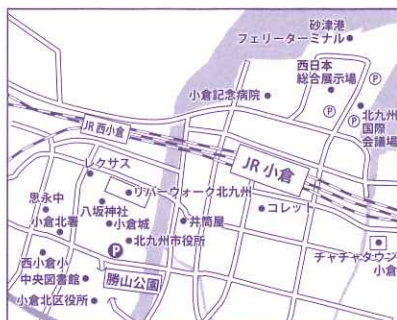 砂津港
フェリーターミナル
西日本
総合展示場
小倉記念病院
P
P
P
北九州
国際
会議場
JR 西小倉
JR 小倉
レクサス
リバーウォーク北九州
コレット
思永中
八坂神社
小倉城
井筒屋
小倉北署
北九州市役所
チャチャタウン
小倉
P
西小倉小
勝山公園
中央図書館
小倉北区役所